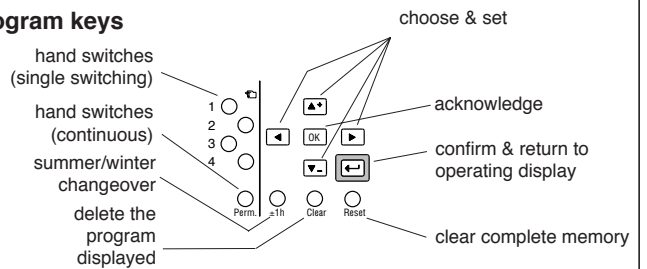 ogram keys
choose & set
hand switches
(single switching)
hand switches
(continuous)
summer/winter
changeover
delete the
program
displayed
1
2
3
4
OK
acknowledge
confirm & return to
operating display
Perm.
±1h
Clear
Reset
clear complete memory